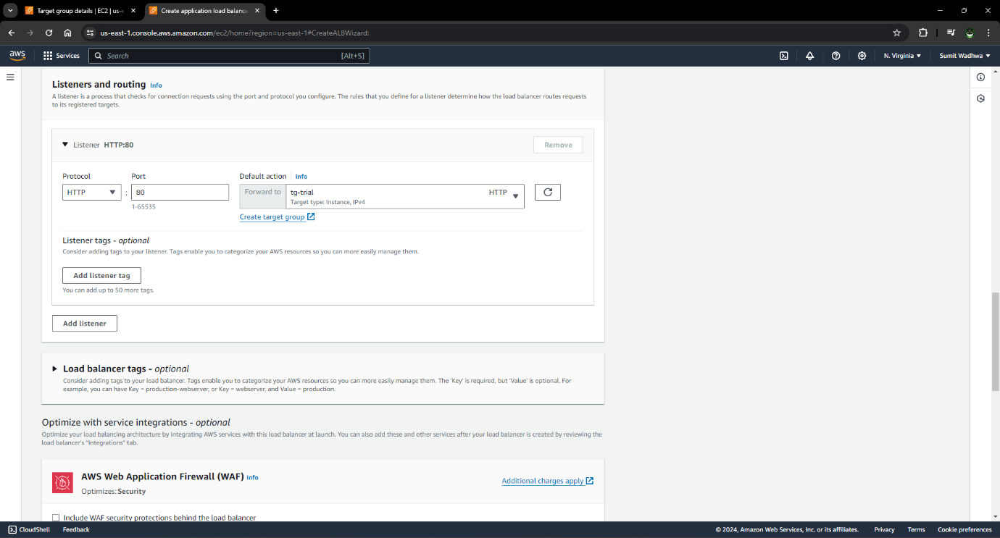 Target group details | EC2 | us-e
Create application load balance
us-east-1.console.aws.amazon.com/ec2/home?region=us-east-1#CreateALBWizard:
aws
Services
Search
[Alt+S]
N. Virginia
Sumit Wadhwa
Listeners and routing Info
A listener is a process that checks for connection requests using the port and protocol you configure. The rules that you define for a listener determine how the load balancer routes requests
to its registered targets.
Listener HTTP:80
Remove
Protocol
Port
Default action Info
HTTP
:
80
Forward to
tg-trial
HTTP
Target type: Instance, IPv4
1-65535
Create target group
Listener tags - optional
Consider adding tags to your listener. Tags enable you to categorize your AWS resources so you can more easily manage them.
Add listener tag
You can add up to 50 more tags.
Add listener
Load balancer tags - optional
Consider adding tags to your load balancer. Tags enable you to categorize your AWS resources so you can more easily manage them. The 'Key' is required, but 'Value' is optional. For
example, you can have Key = production-webserver, or Key = webserver, and Value = production.
Optimize with service integrations - optional
Optimize your load balancing architecture by integrating AWS services with this load balancer at launch. You can also add these and other services after your load balancer is created by reviewing the
load balancer's "Integrations" tab.
AWS Web Application Firewall (WAF) Info
Optimizes: Security
Additional charges apply
Include WAF security protections behind the load balancer
CloudShell
Feedback
© 2024, Amazon Web Services, Inc. or its affiliates.
Privacy
Terms
Cookie preferences